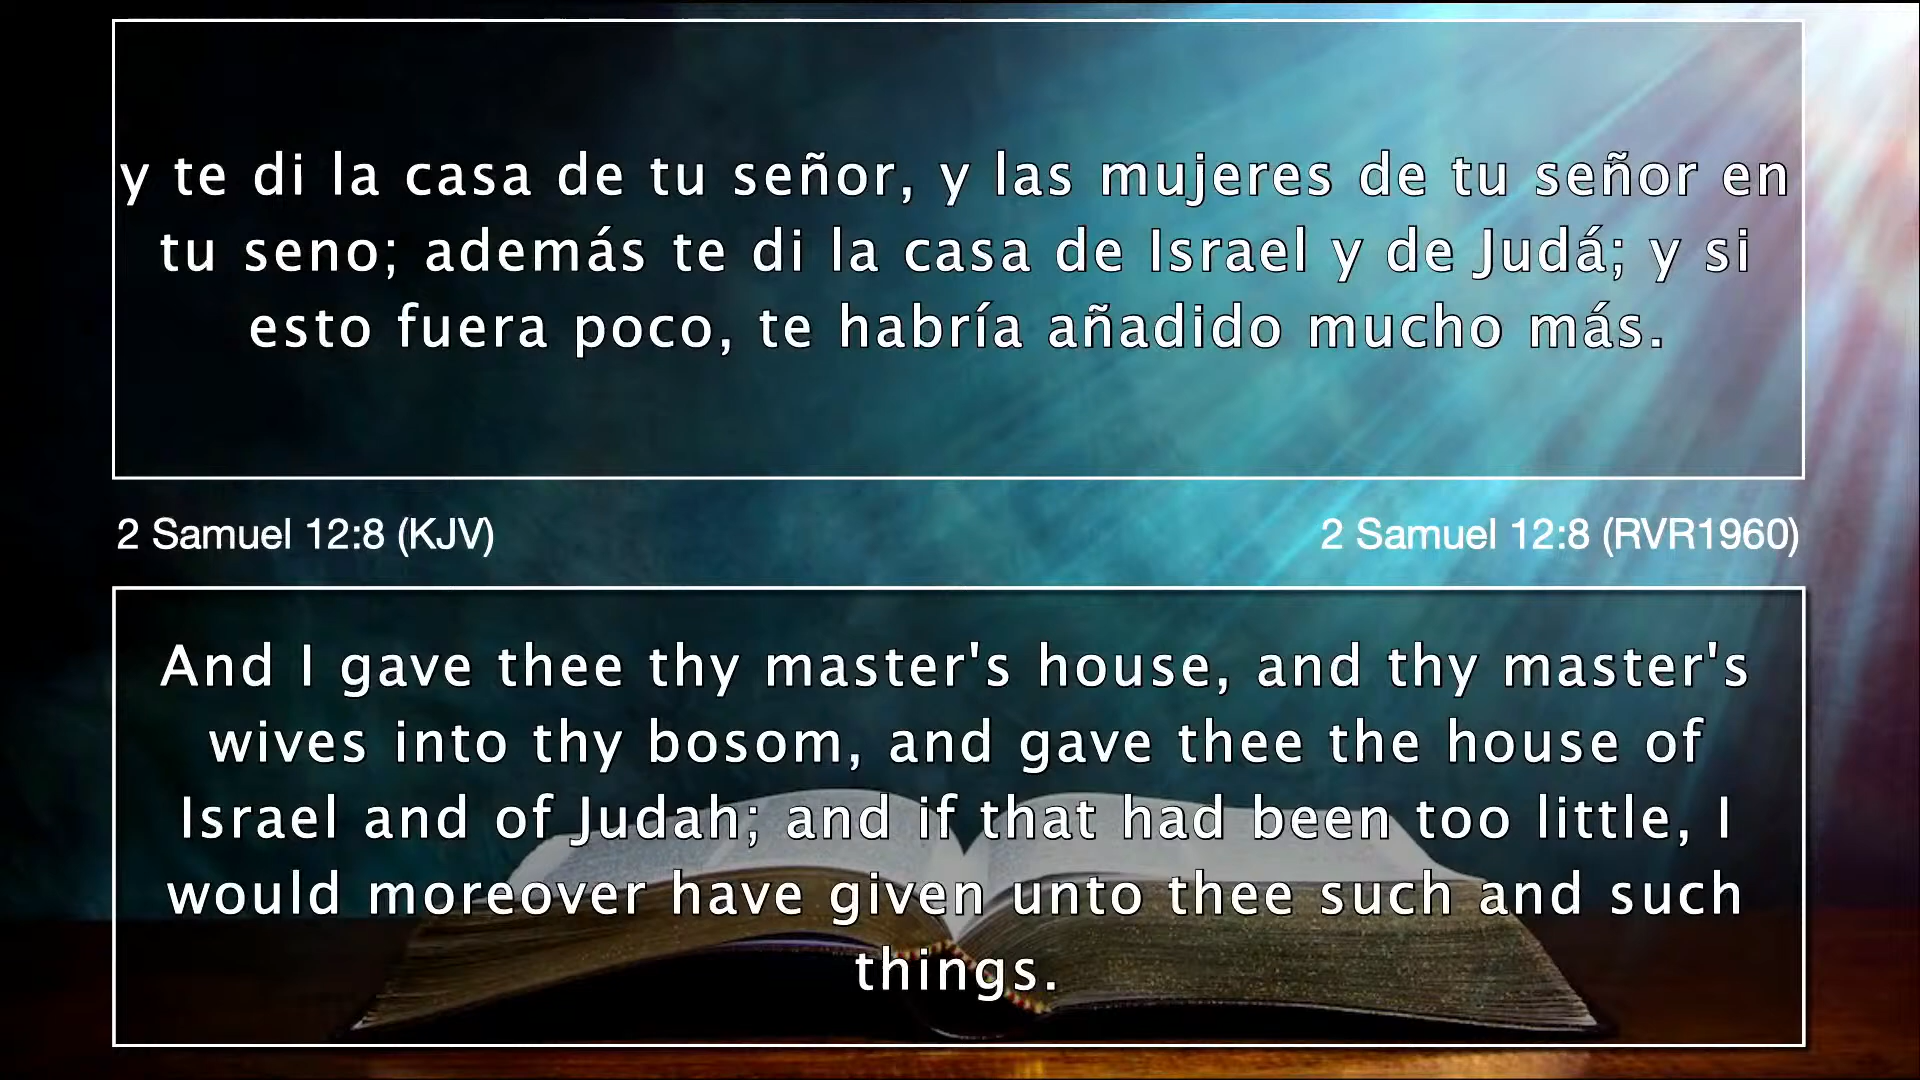 y te di la casa de tu señor, y las mujeres de tu señor en
tu seno; además te di la casa de Israel y de Judá; y si
esto fuera poco, te habría añadido mucho más.
2 Samuel 12:8 (KJV)
2 Samuel 12:8 (RVR1960)
And I gave thee thy master's house, and thy master's
wives into thy bosom, and gave thee the house of
Israel and of Judah; and if that had been too little, I
would moreover have given unto thee such and such
things.